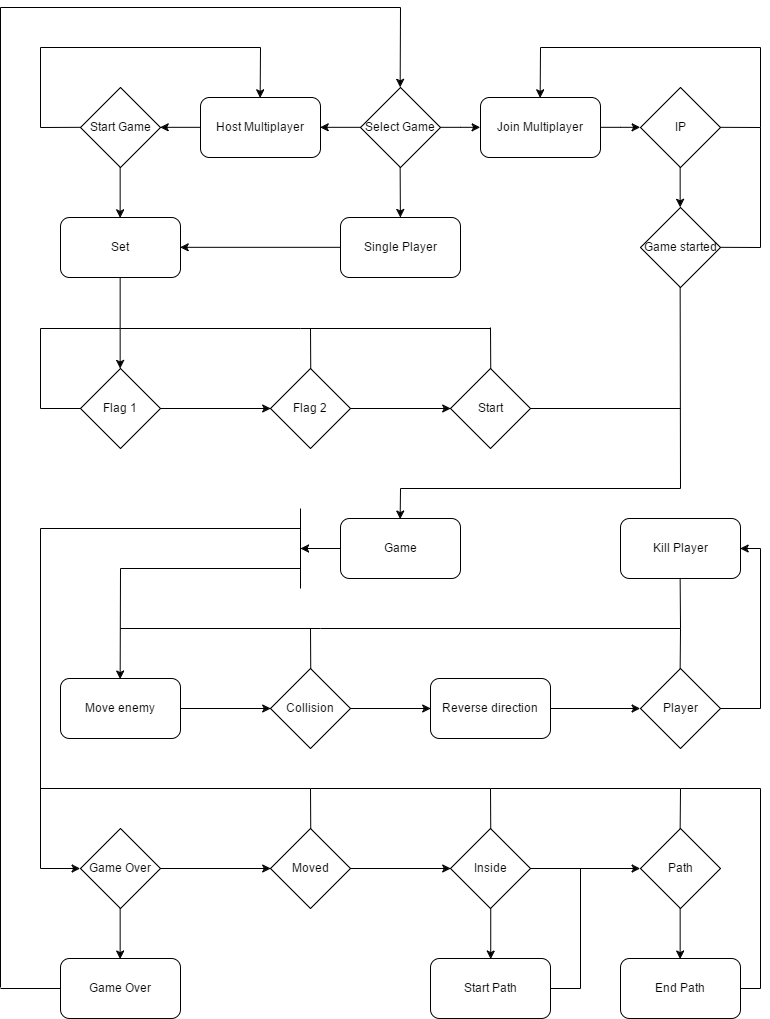 Start Game
Host Multiplayer
Select Game
Join Multiplayer
IP
Set
Single Player
Game started
Flag 1
Flag 2
Start
Game
Kill Player
Move enemy
Collision
Reverse direction
Player
Game Over
Moved
Inside
Path
Game Over
Start Path
End Path